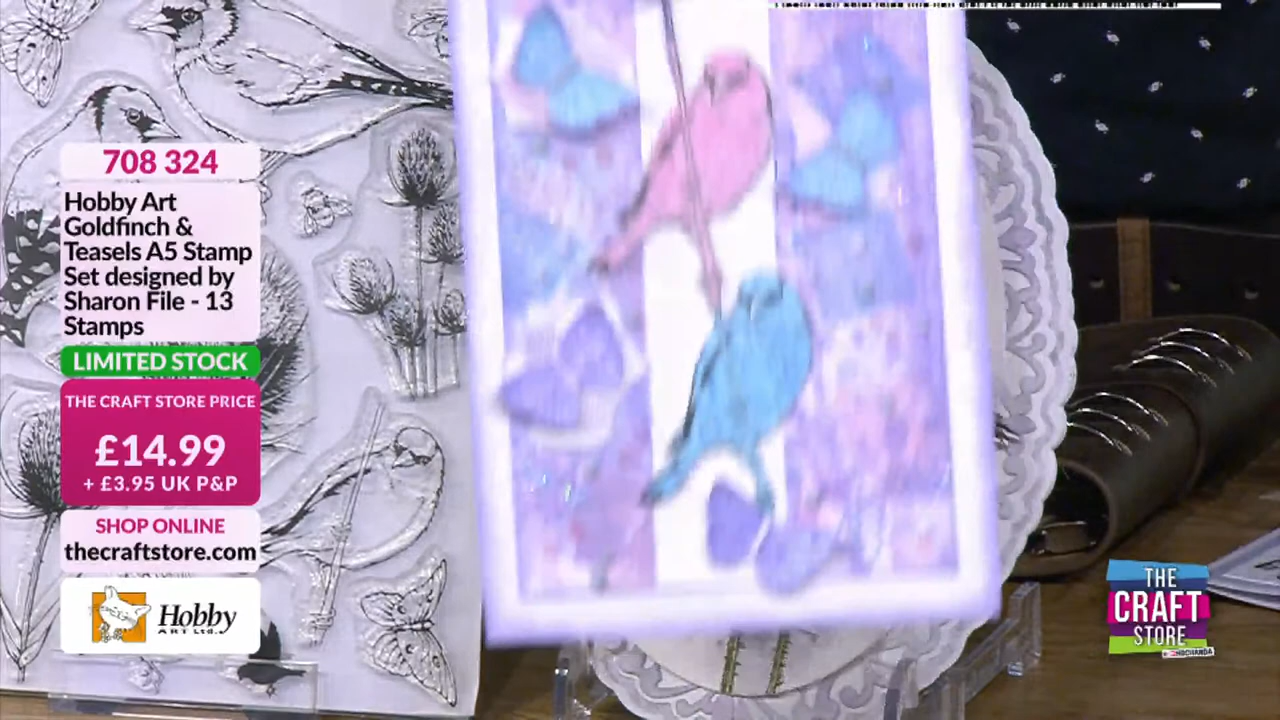 708 324
Hobby Art
Goldfinch &
Teasels A5 Stamp
Set designed by
Sharon File - 13
Stamps
LIMITED STOCK
THE CRAFT STORE PRICE
£14.99
+ £3.95 UK P&P
SHOP ONLINE
thecraftstore.com
Hobby
ART Ltd.
THE
CRAFT
STORE
HOCHANDA